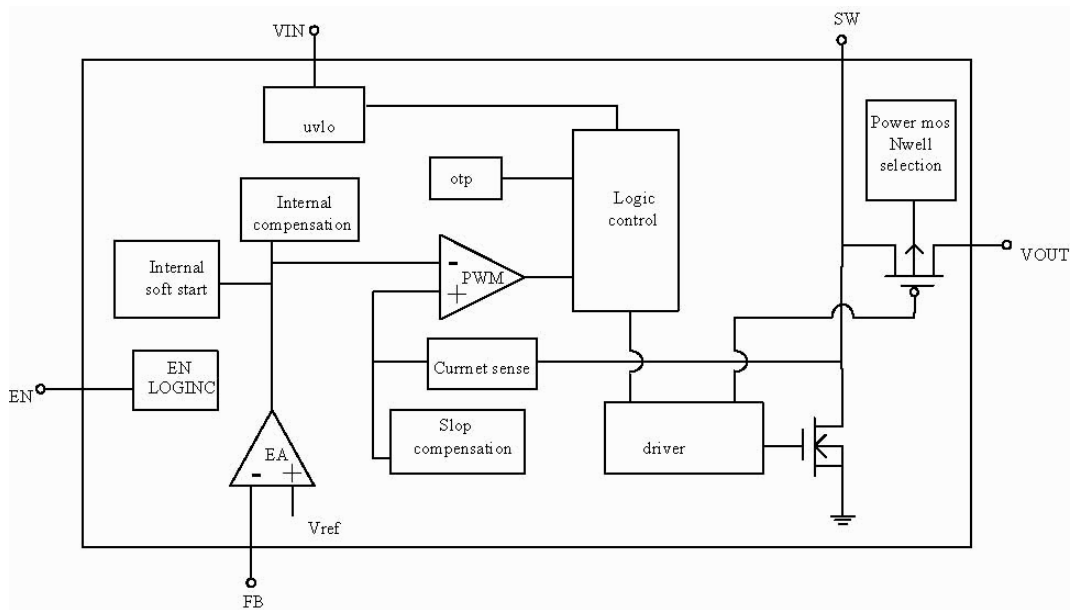 SW
VIN
uvlo
Power mos
Nwell
selection
otp
Logic
control
Internal
compensation
-
PWM
+
VOUT
Internal
soft start
EN
LOGINC
EN
Currnet sense
Slop
compensation
driver
EA
-
+
Vref
FB